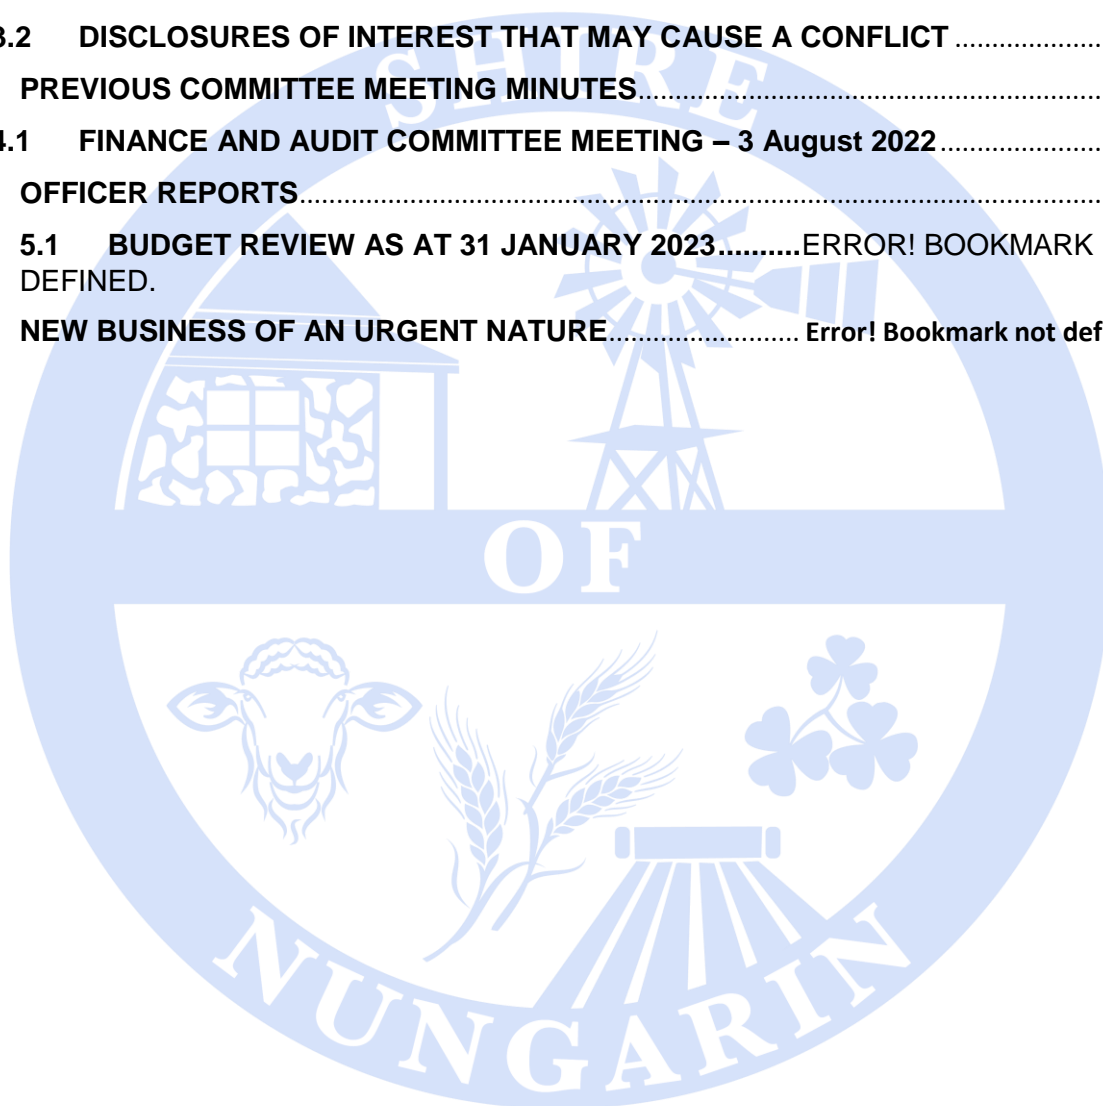 3.2 DISCLOSURES OF INTEREST THAT MAY CAUSE A CONFLICT
PREVIOUS COMMITTEE MEETING MINUTES
4.1 FINANCE AND AUDIT COMMITTEE MEETING – 3 August 2022
OFFICER REPORTS
5.1 BUDGET REVIEW AS AT 31 JANUARY 2023..........ERROR! BOOKMARK
DEFINED.
NEW BUSINESS OF AN URGENT NATURE....................... Error! Bookmark not def
SHIRE
OF
NUNGARIN